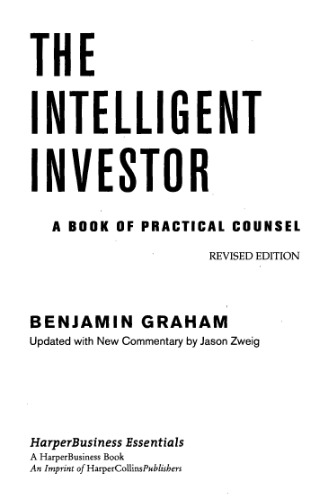 THE
INTELLIGENT
INVESTOR
A BOOK OF PRACTICAL COUNSEL
REVISED EDITION
BENJAMIN GRAHAM
Updated with New Commentary by Jason Zweig
HarperBusiness Essentials
A HarperBusiness Book
An Imprint of HarperCollinsPublishers